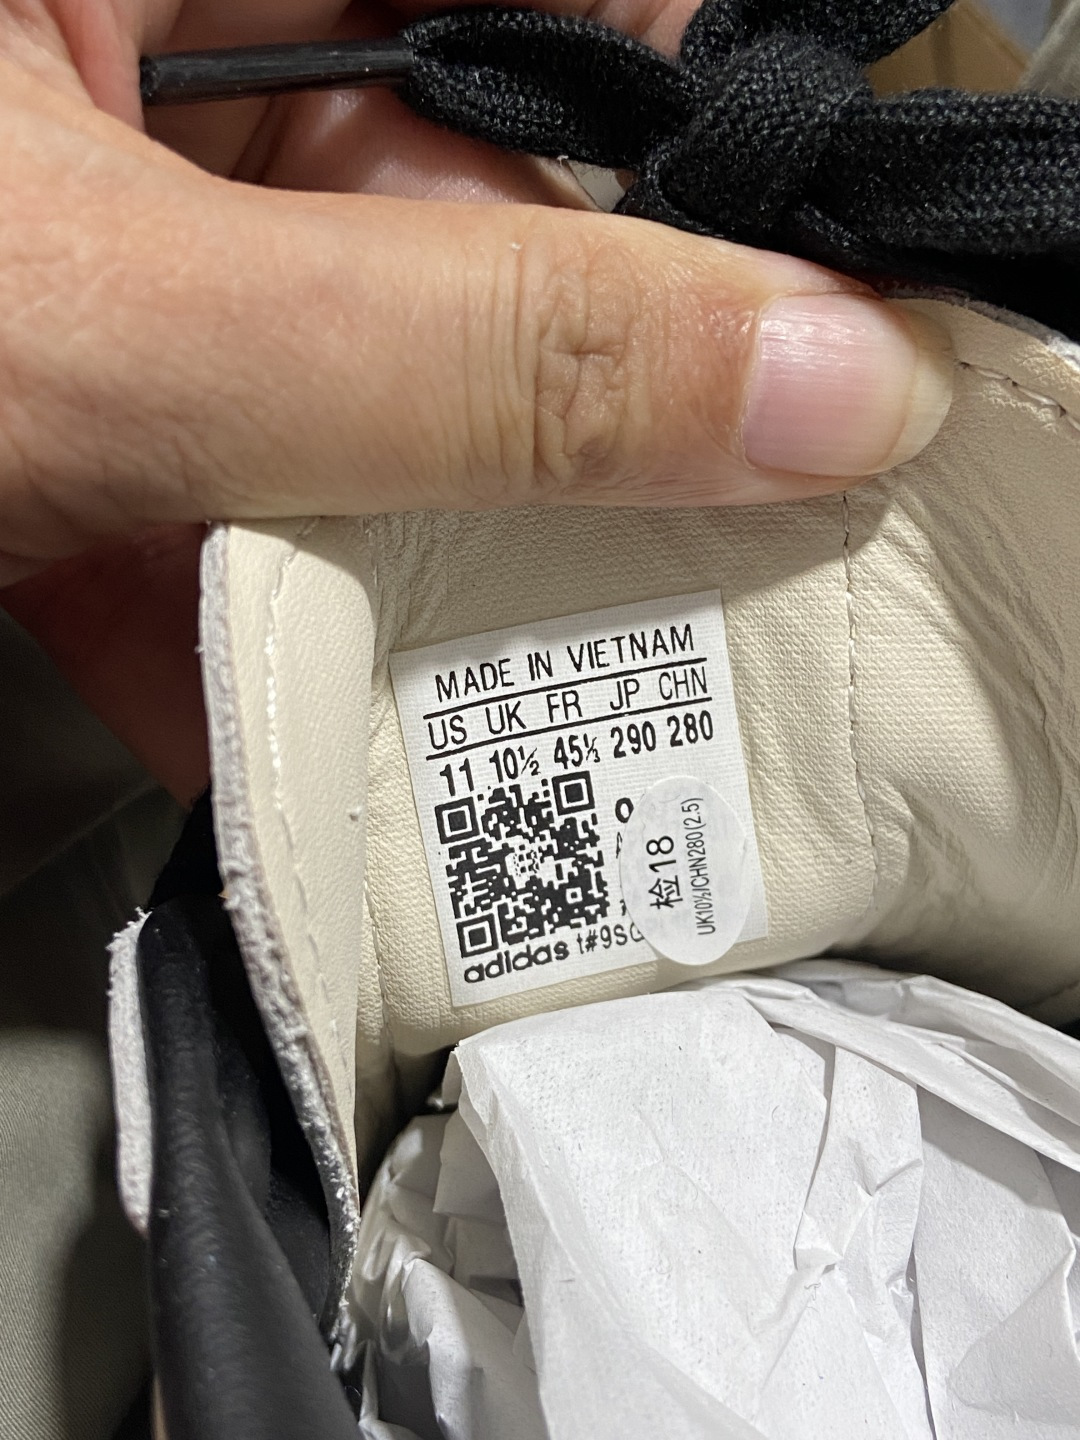 MADE IN VIETNAM
US UK FR JP CHN
11 10½ 45⅓ 290 280
adidas t#9SG
检18
UK10½/CHN280(2.5)